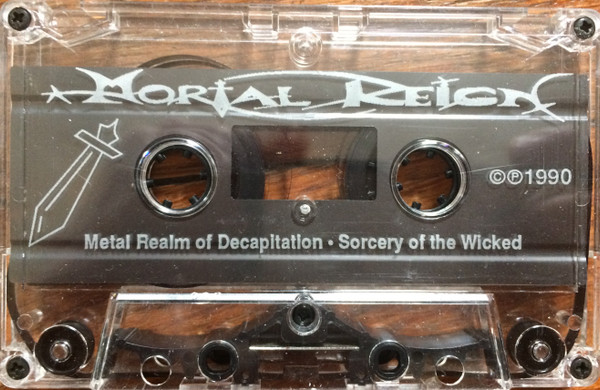 Mortal Reign
©℗1990
Metal Realm of Decapitation • Sorcery of the Wicked